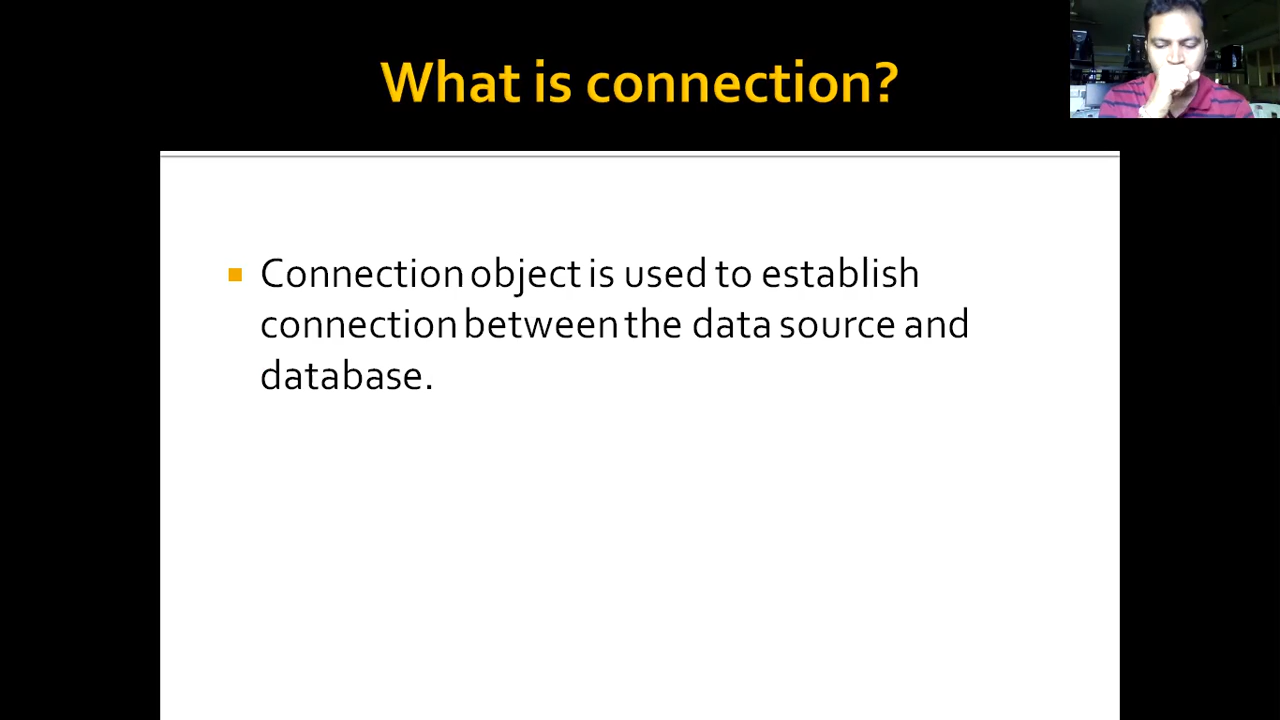 What is connection?
Connection object is used to establish
connection between the data source and
database.